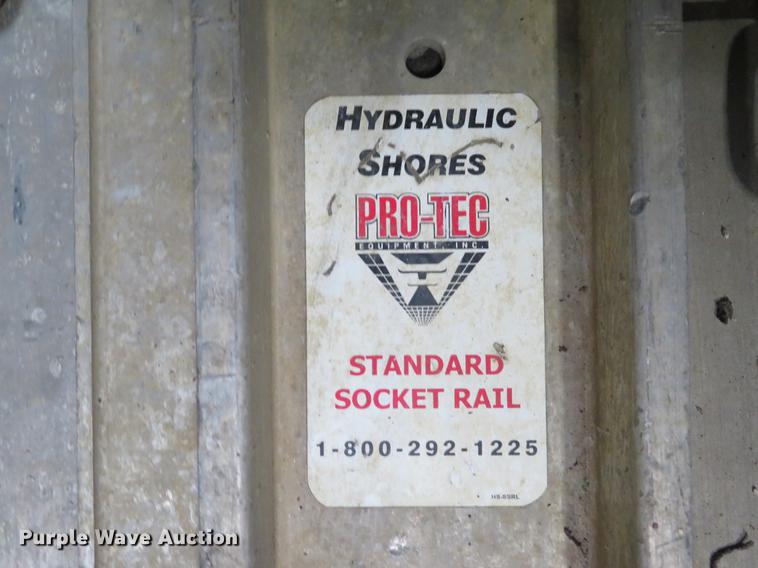 HYDRAULIC
SHORES
PRO-TEC
EQUIPMENT, INC.
STANDARD
SOCKET RAIL
1-800-292-1225
HS-SSRL
Purple Wave Auction